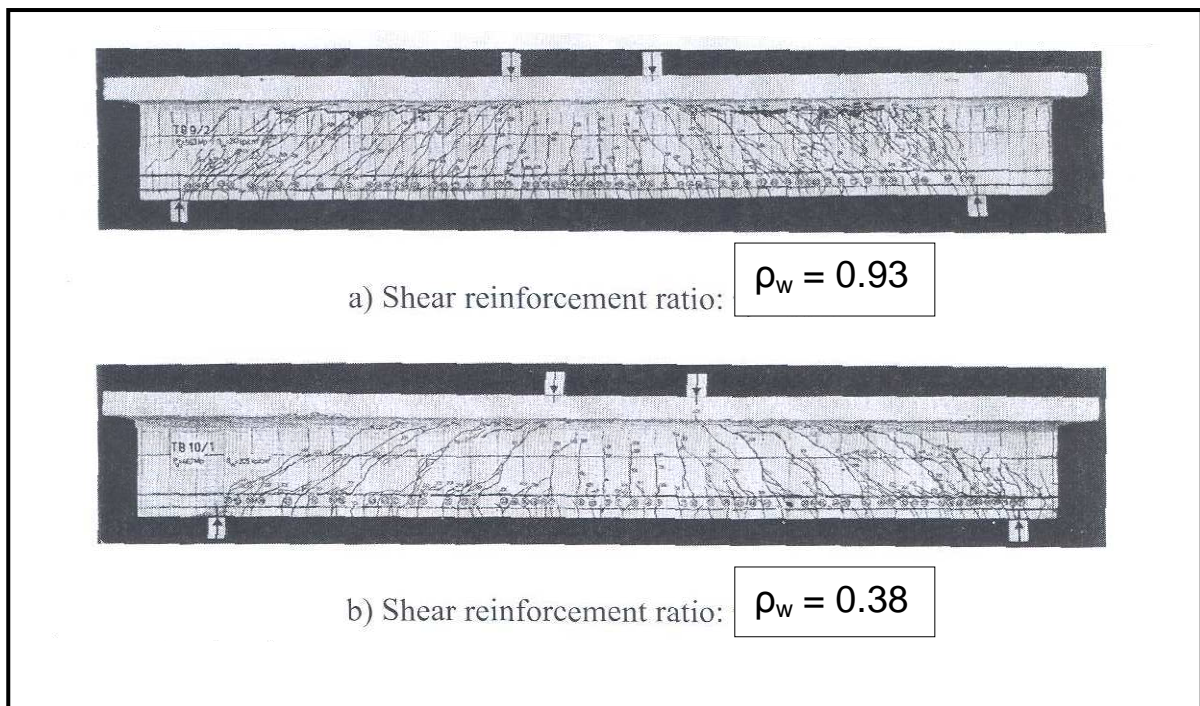 TB 9/2
a) Shear reinforcement ratio:
ρw = 0.93
TB 10/1
b) Shear reinforcement ratio:
ρw = 0.38